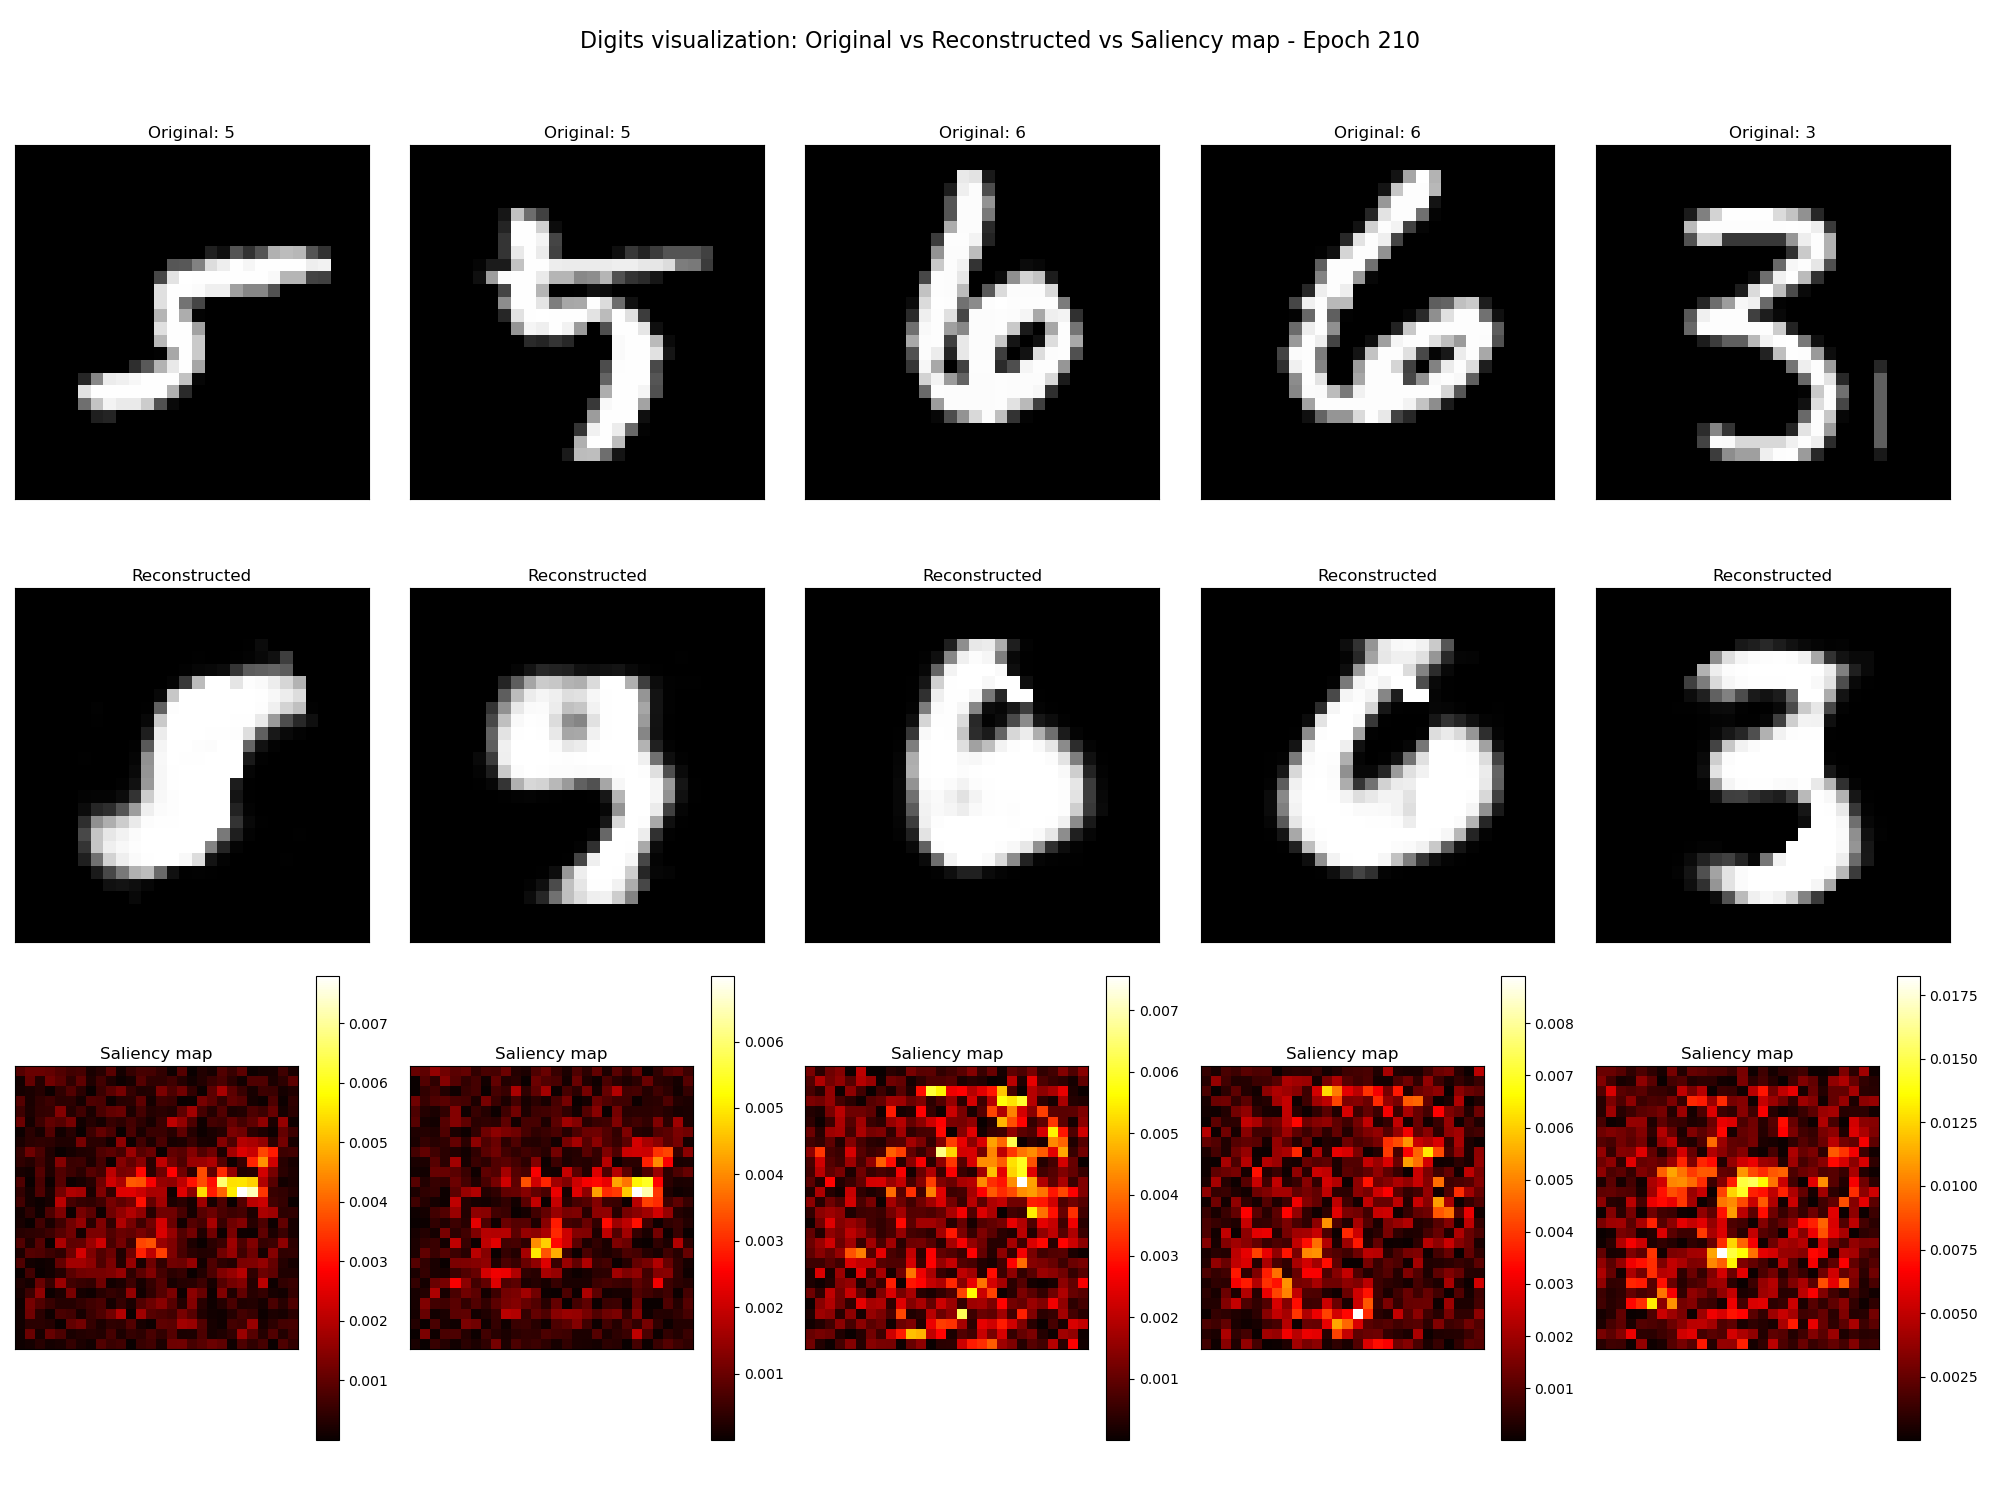 Digits visualization: Original vs Reconstructed vs Saliency map - Epoch 210
Original: 5
Original: 5
Original: 6
Original: 6
Original: 3
Reconstructed
Reconstructed
Reconstructed
Reconstructed
Reconstructed
Saliency map
0.007
0.006
0.005
0.004
0.003
0.002
0.001
Saliency map
0.006
0.005
0.004
0.003
0.002
0.001
Saliency map
0.007
0.006
0.005
0.004
0.003
0.002
0.001
Saliency map
0.008
0.007
0.006
0.005
0.004
0.003
0.002
0.001
Saliency map
0.0175
0.0150
0.0125
0.0100
0.0075
0.0050
0.0025